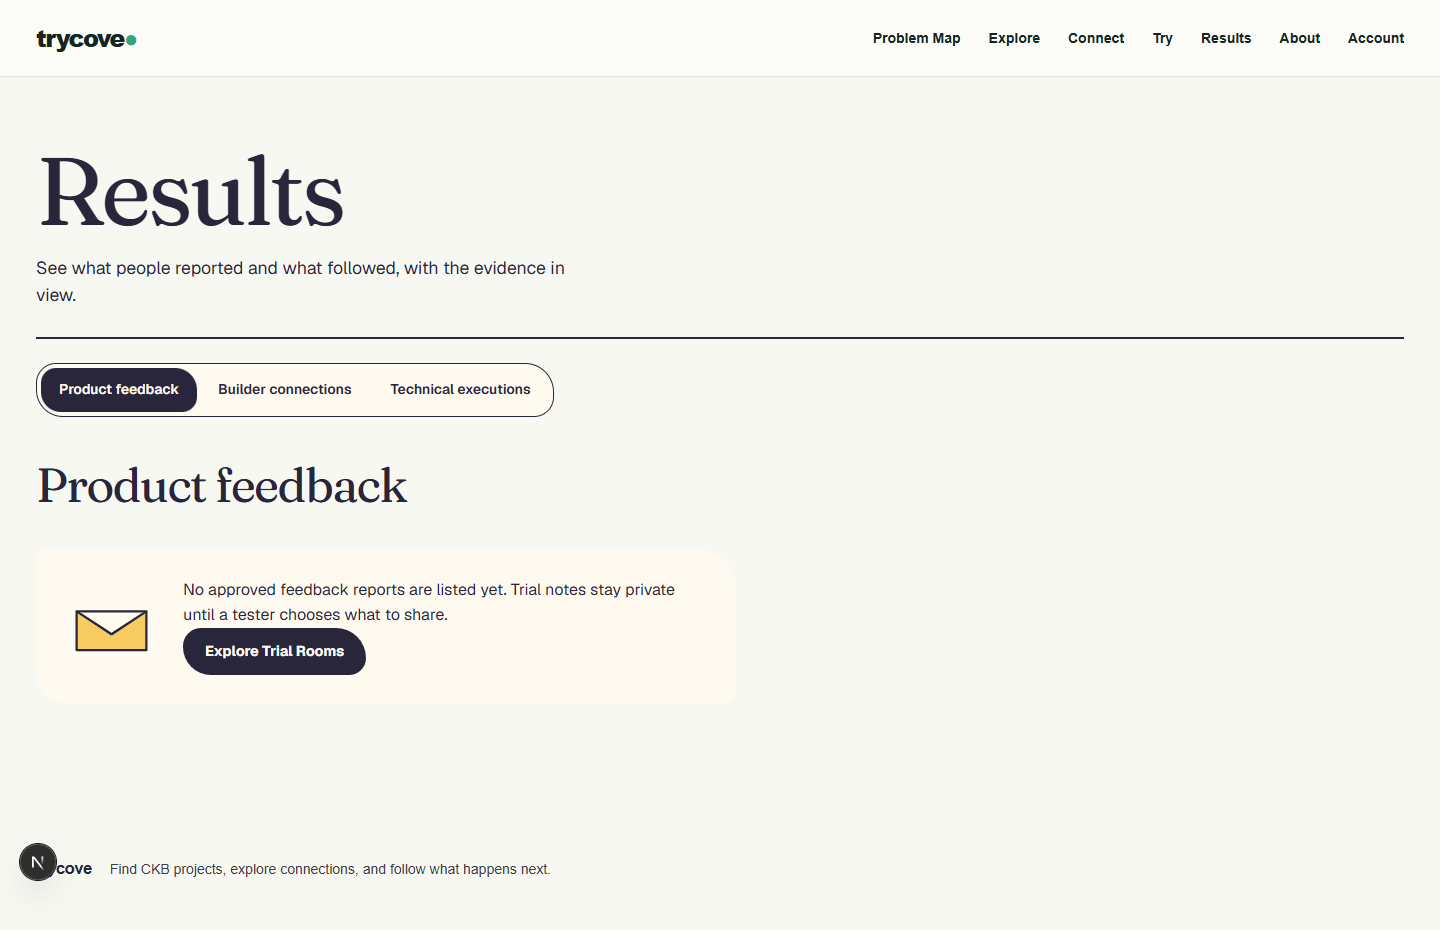 trycove
Problem Map
Explore
Connect
Try
Results
About
Account
Results
See what people reported and what followed, with the evidence in
view.
Product feedback
Builder connections
Technical executions
Product feedback
No approved feedback reports are listed yet. Trial notes stay private
until a tester chooses what to share.
Explore Trial Rooms
N
cove
Find CKB projects, explore connections, and follow what happens next.